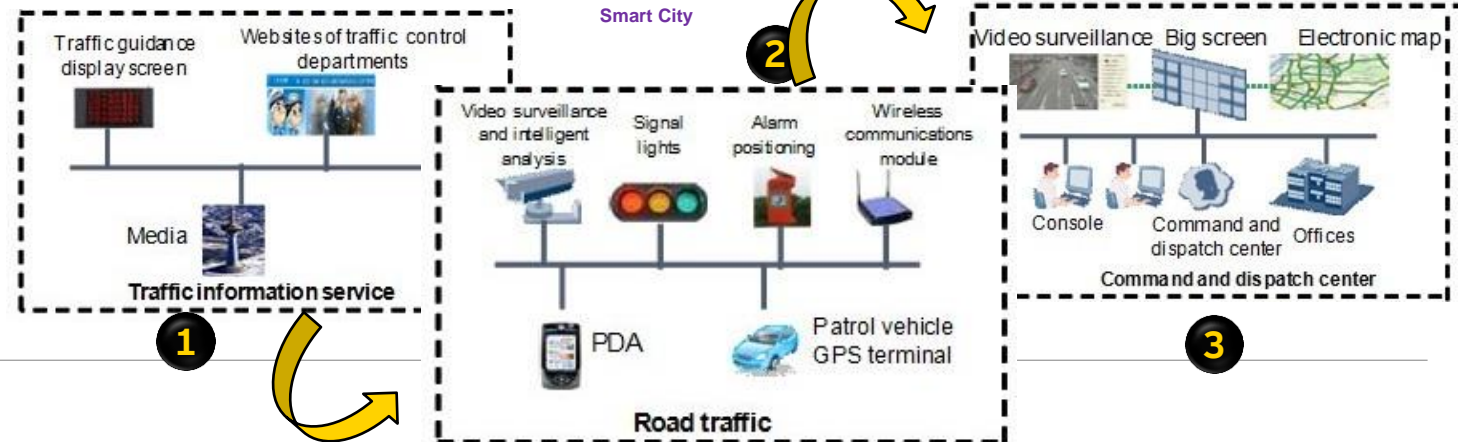 Smart City
Traffic guidance
display screen
Websites of traffic control
departments
Media
Traffic information service
1
2
Video surveillance
and intelligent
analysis
Signal
lights
Alarm
positioning
Wireless
communications
module
PDA
Patrol vehicle
GPS terminal
Road traffic
Video surveillance
Big screen
Electronic map
Console
Command and
dispatch center
Offices
Command and dispatch center
3